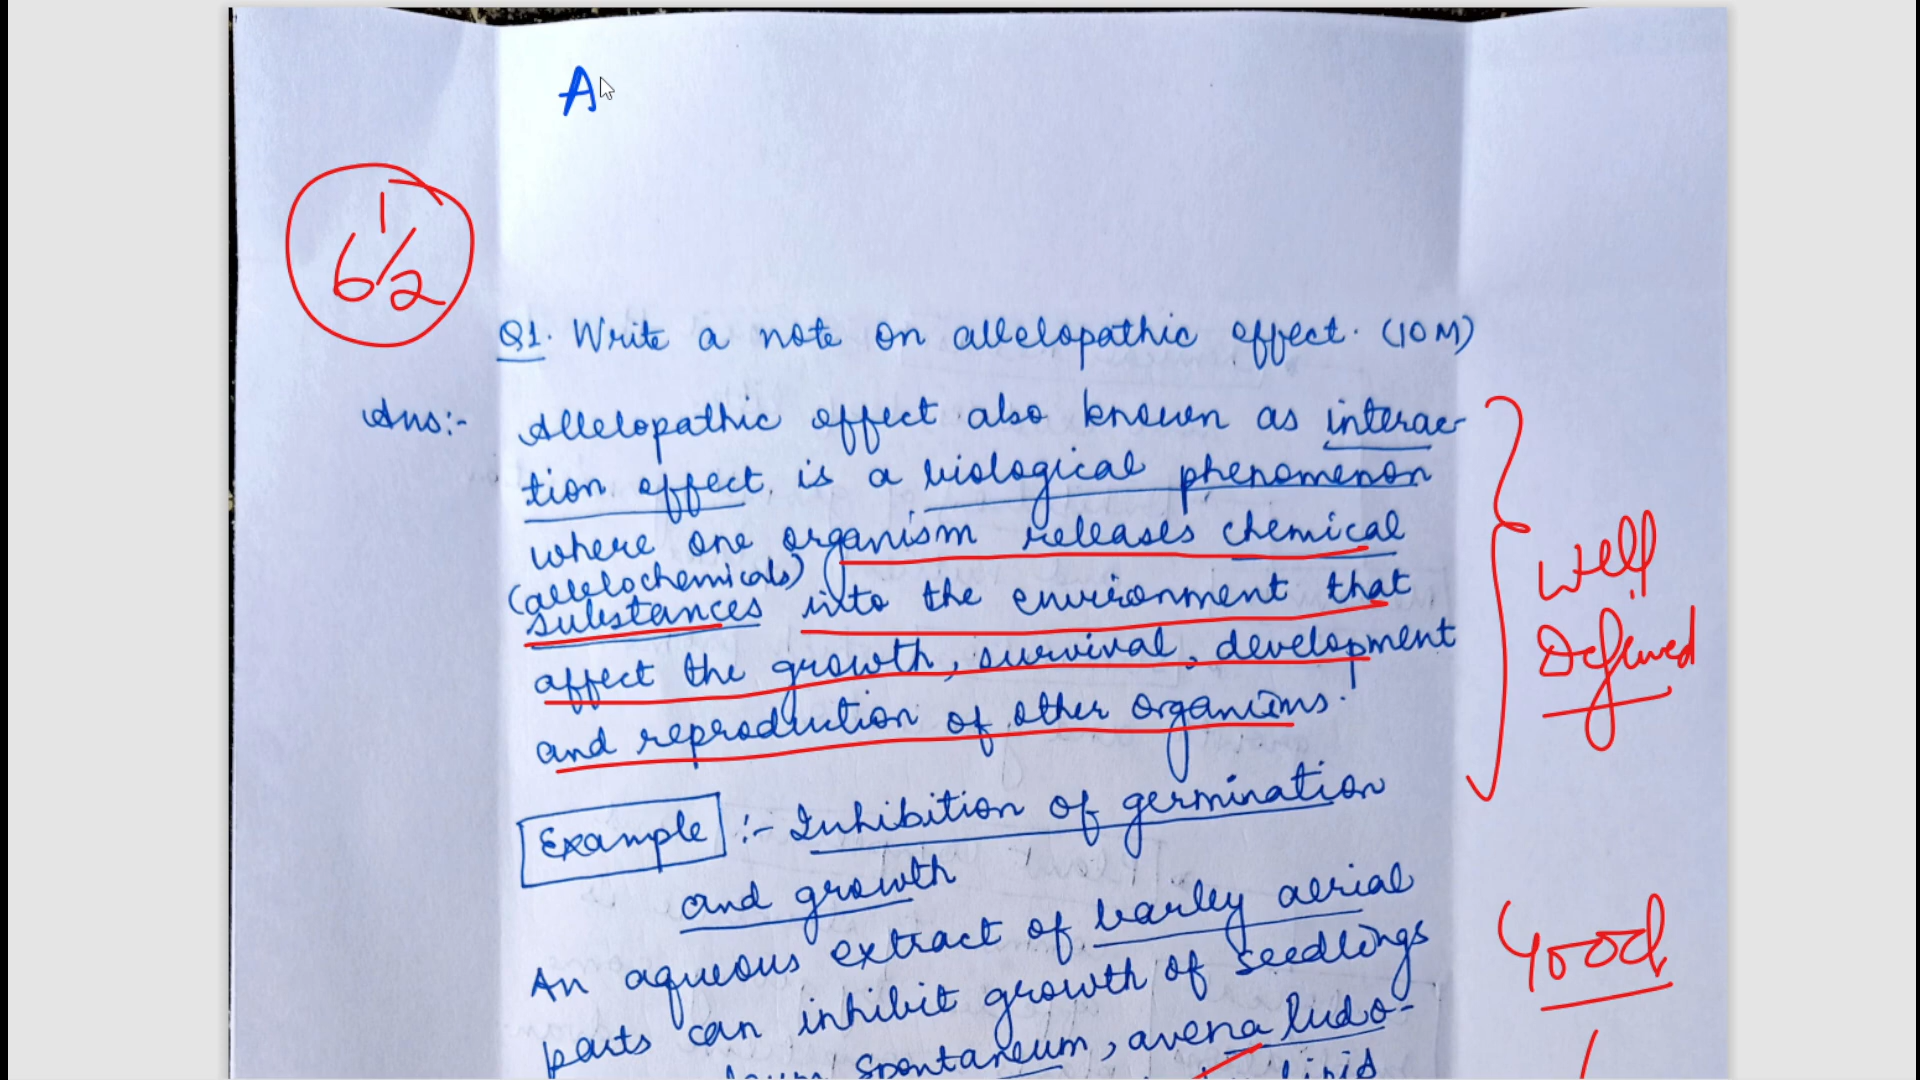 A
6 1/2
Q1. Write a note on allelopathic effect. (10M)
Ans:- Allelopathic effect also known as interac-
tion effect is a biological phenomenon
where one organism releases chemical
(allelochemicals)
substances into the environment that
affect the growth, survival, development
and reproduction of other organisms.
Well
Defined
Example :- Inhibition of germination
and growth
An aqueous extract of barley aerial
parts can inhibit growth of seedlings
Good
spontaneum, avena ludo-